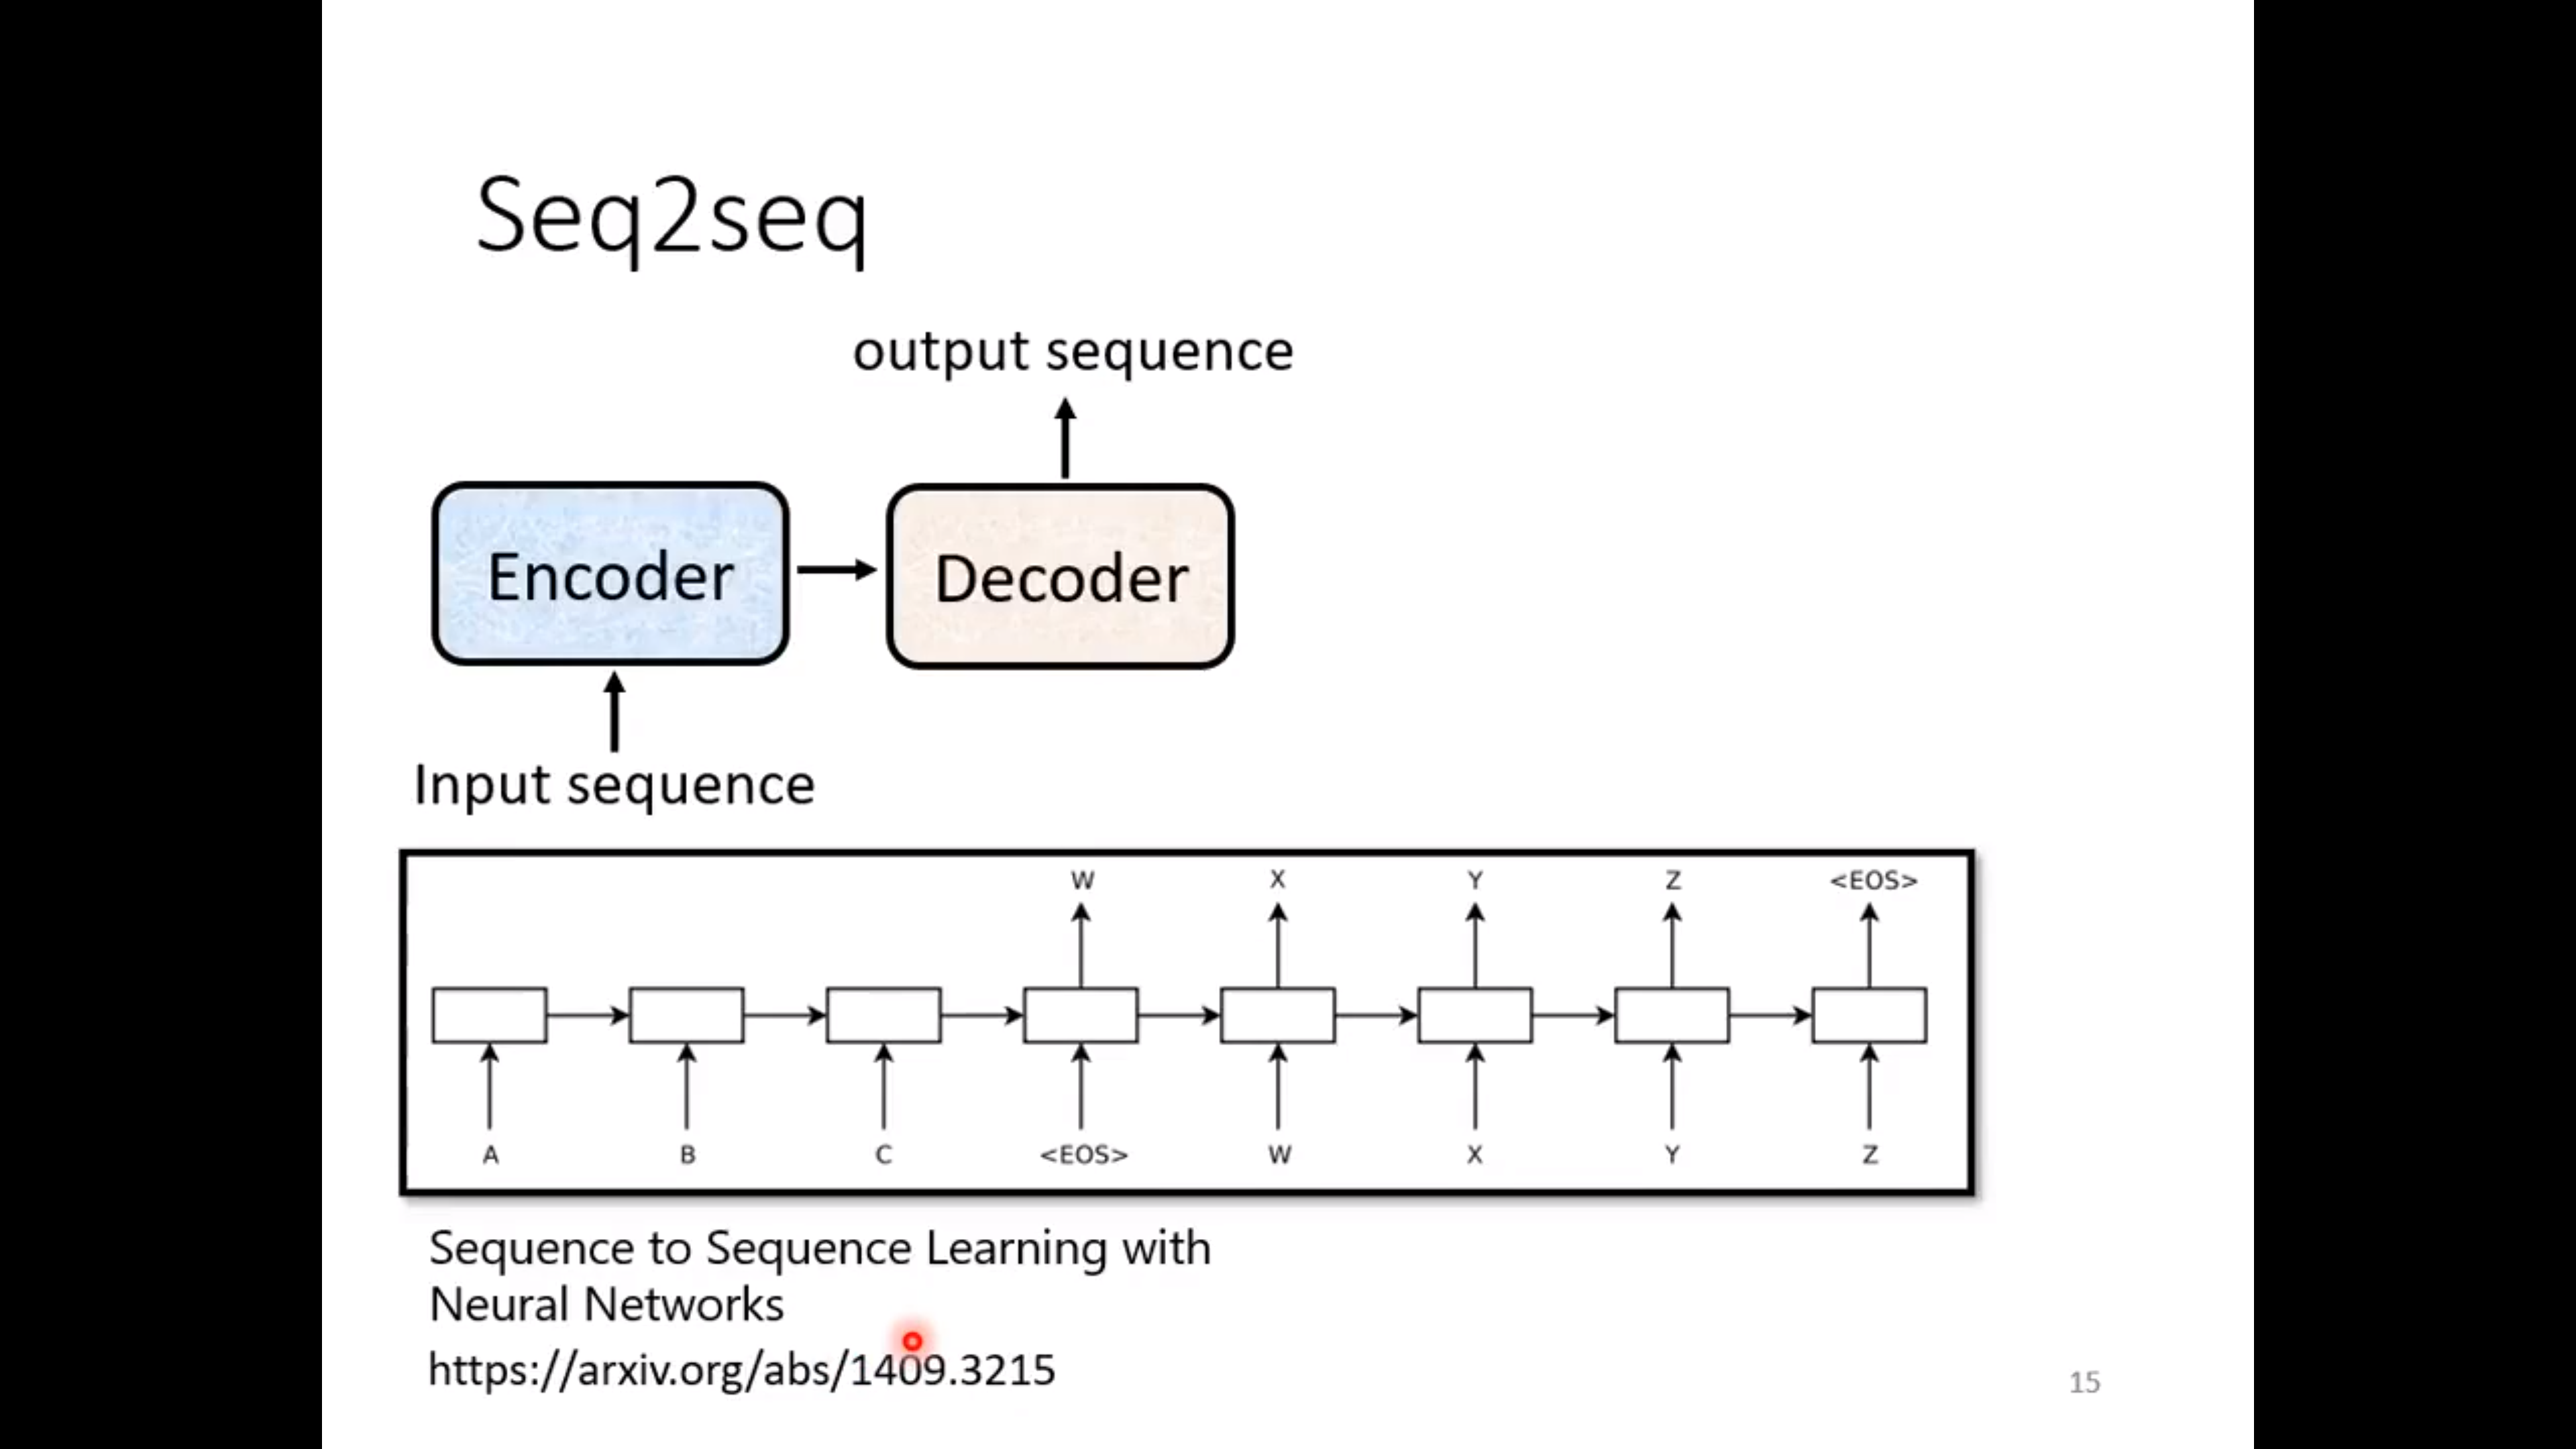 Seq2seq
output sequence
Encoder
Decoder
Input sequence
W X Y Z <EOS>
A B C <EOS> W X Y Z
Sequence to Sequence Learning with
Neural Networks
https://arxiv.org/abs/1409.3215
15